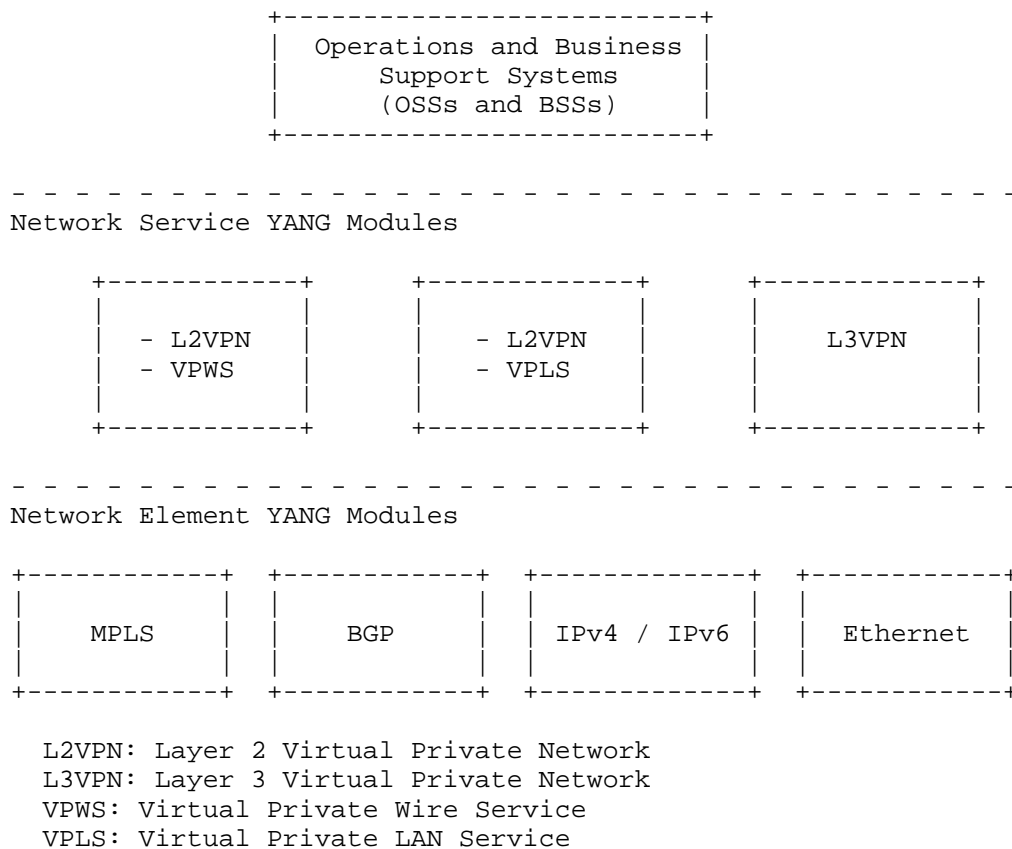 Operations and Business
Support Systems
(OSSs and BSSs)
Network Service YANG Modules
- L2VPN
- VPWS
- L2VPN
- VPLS
L3VPN
Network Element YANG Modules
MPLS
BGP
IPv4 / IPv6
Ethernet
L2VPN: Layer 2 Virtual Private Network
L3VPN: Layer 3 Virtual Private Network
VPWS: Virtual Private Wire Service
VPLS: Virtual Private LAN Service